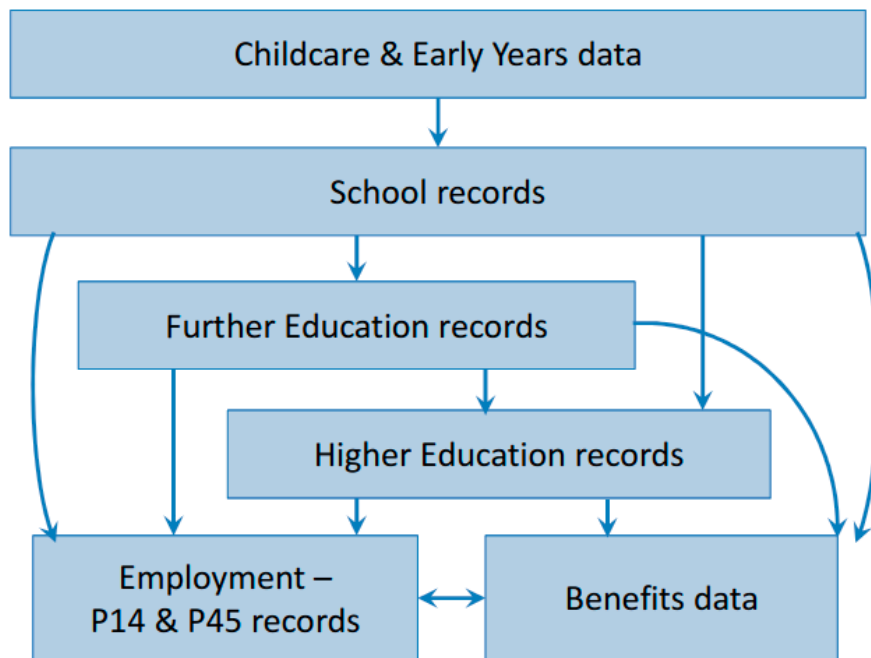 Childcare & Early Years data
School records
Further Education records
Higher Education records
Employment –
P14 & P45 records
Benefits data